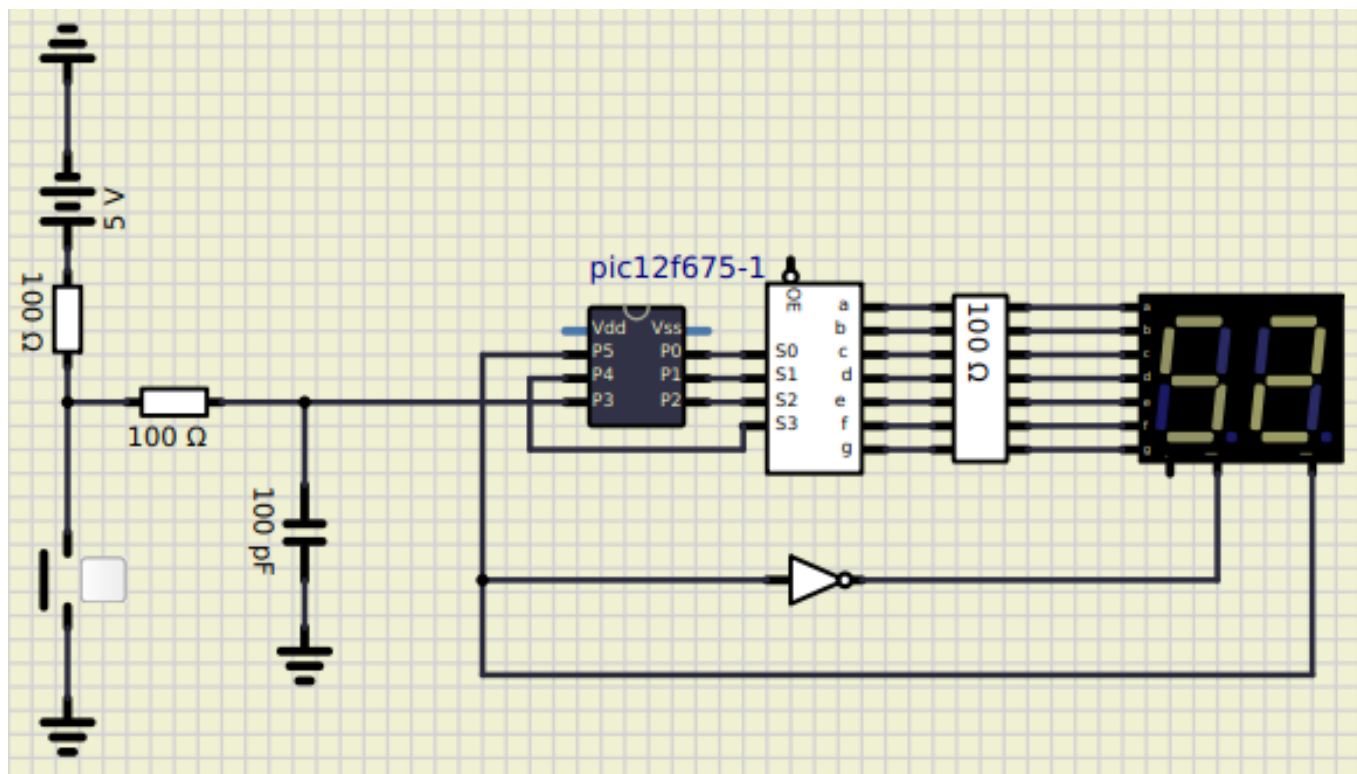 5 V
100 Ω
100 Ω
100 pF
pic12f675-1
Vdd Vss
P5 P0
P4 P1
P3 P2
OE
S0
S1
S2
S3
a
b
c
d
e
f
g
100 Ω
a
b
c
d
e
f
g